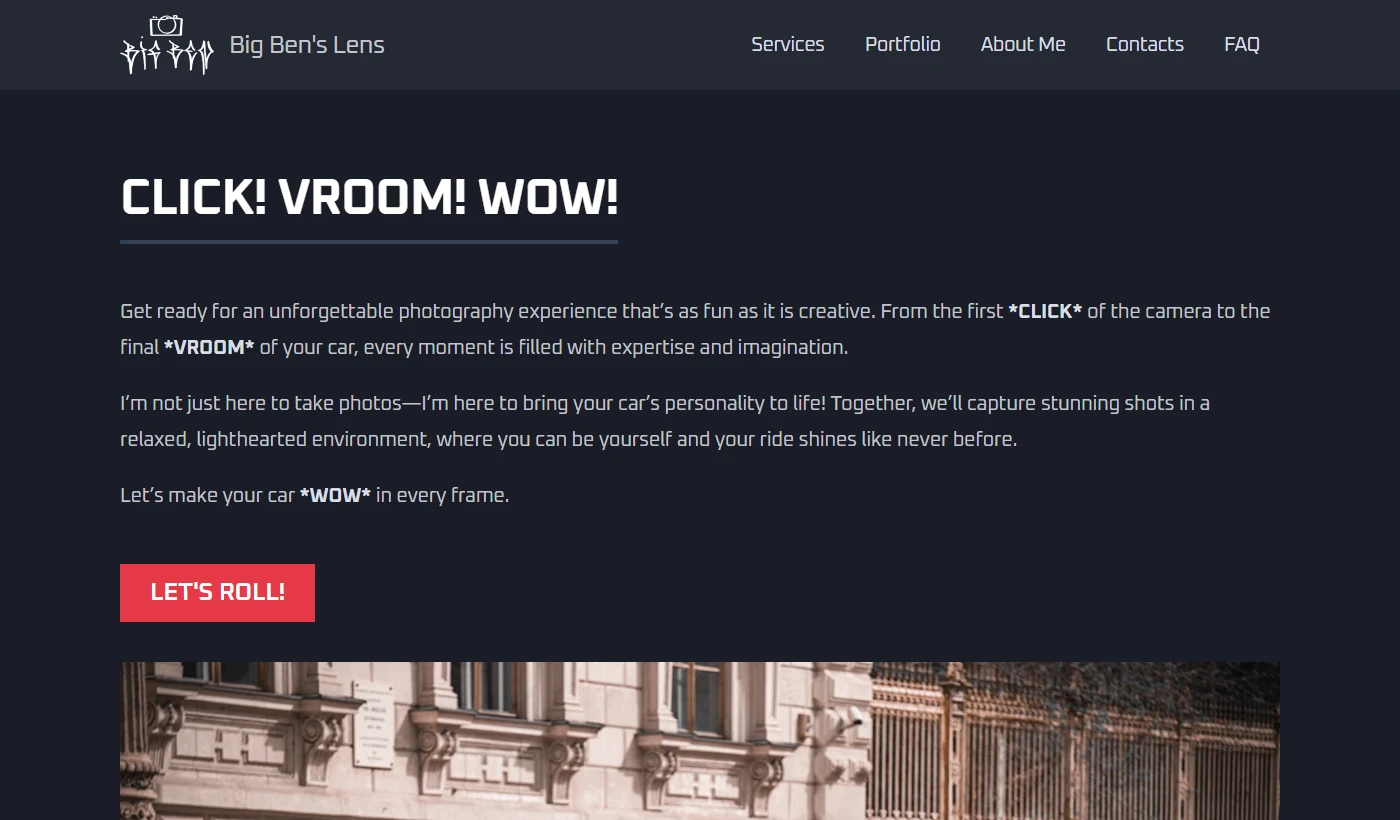 BIG BEN
Big Ben's Lens
Services
Portfolio
About Me
Contacts
FAQ
CLICK! VROOM! WOW!
Get ready for an unforgettable photography experience that’s as fun as it is creative. From the first *CLICK* of the camera to the
final *VROOM* of your car, every moment is filled with expertise and imagination.
I’m not just here to take photos—I’m here to bring your car’s personality to life! Together, we’ll capture stunning shots in a
relaxed, lighthearted environment, where you can be yourself and your ride shines like never before.
Let’s make your car *WOW* in every frame.
LET'S ROLL!